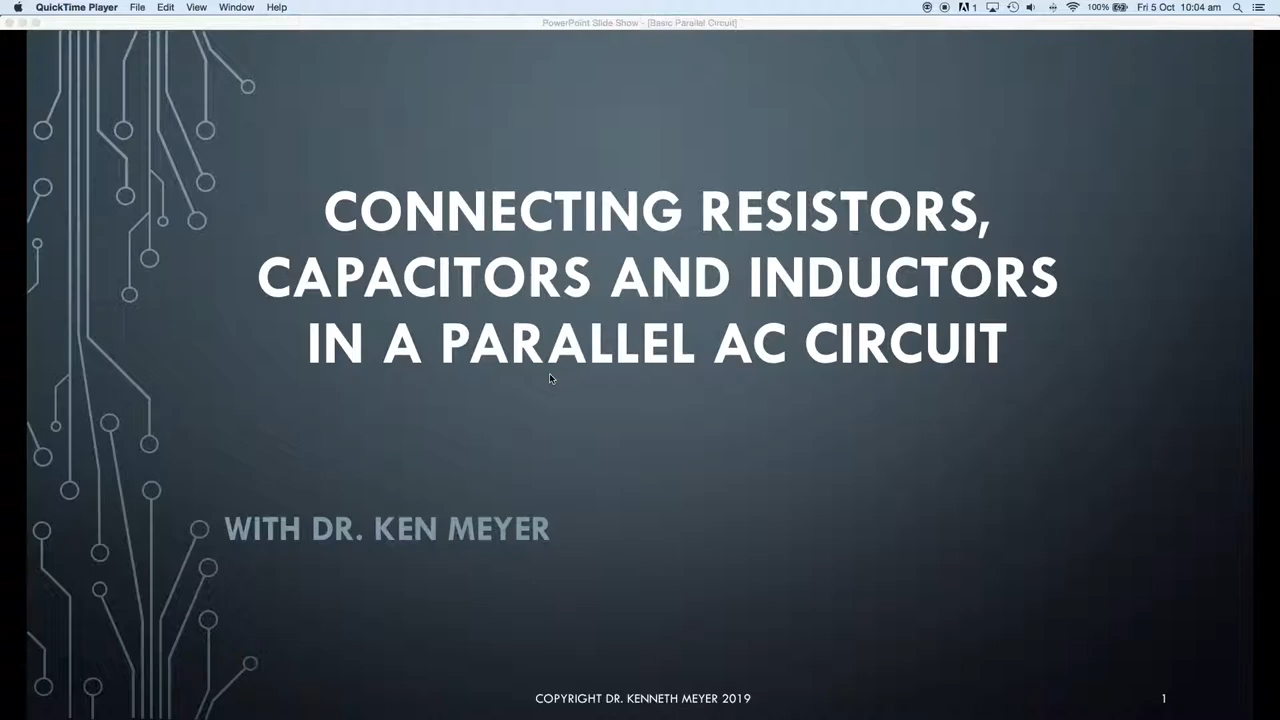 QuickTime Player File Edit View Window Help 1 100% Fri 5 Oct 10:04 am
PowerPoint Slide Show - [Basic Parallel Circuit]
CONNECTING RESISTORS,
CAPACITORS AND INDUCTORS
IN A PARALLEL AC CIRCUIT
WITH DR. KEN MEYER
COPYRIGHT DR. KENNETH MEYER 2019 1